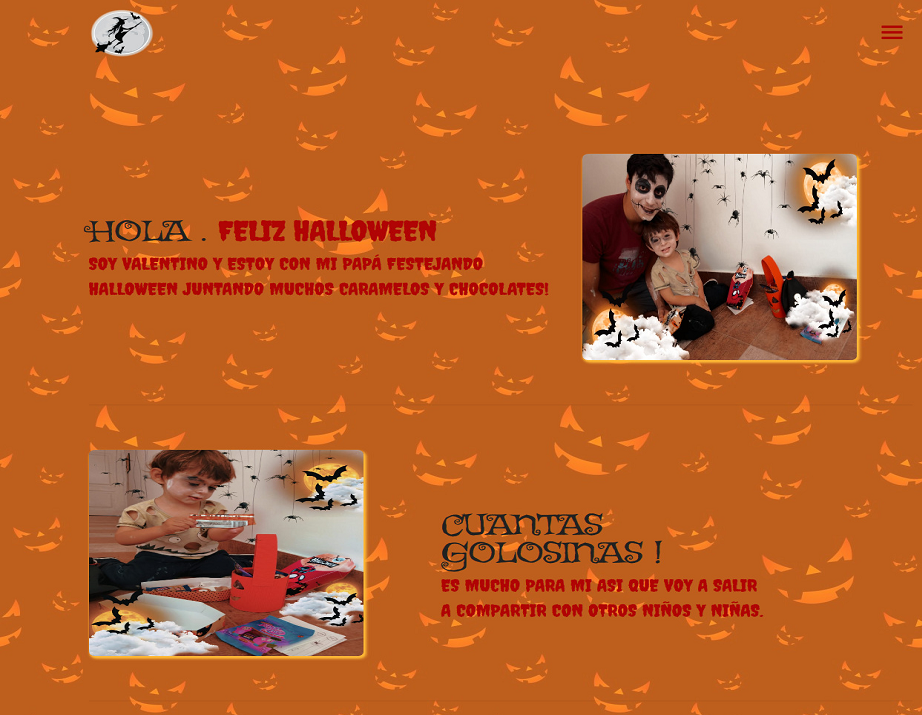 HOLA . FELIZ HALLOWEEN
SOY VALENTINO Y ESTOY CON MI PAPÁ FESTEJANDO
HALLOWEEN JUNTANDO MUCHOS CARAMELOS Y CHOCOLATES!
CUANTAS
GOLOSINAS !
ES MUCHO PARA MI ASI QUE VOY A SALIR
A COMPARTIR CON OTROS NIÑOS Y NIÑAS.